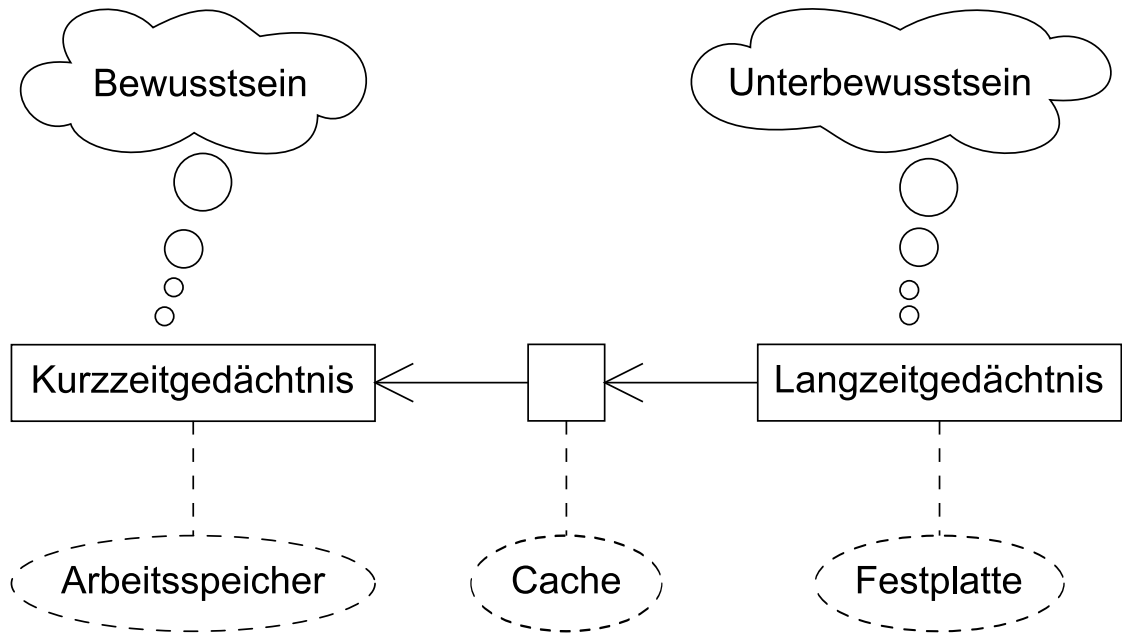 Bewusstsein
Unterbewusstsein
Kurzzeitgedächtnis
Langzeitgedächtnis
Arbeitsspeicher
Cache
Festplatte